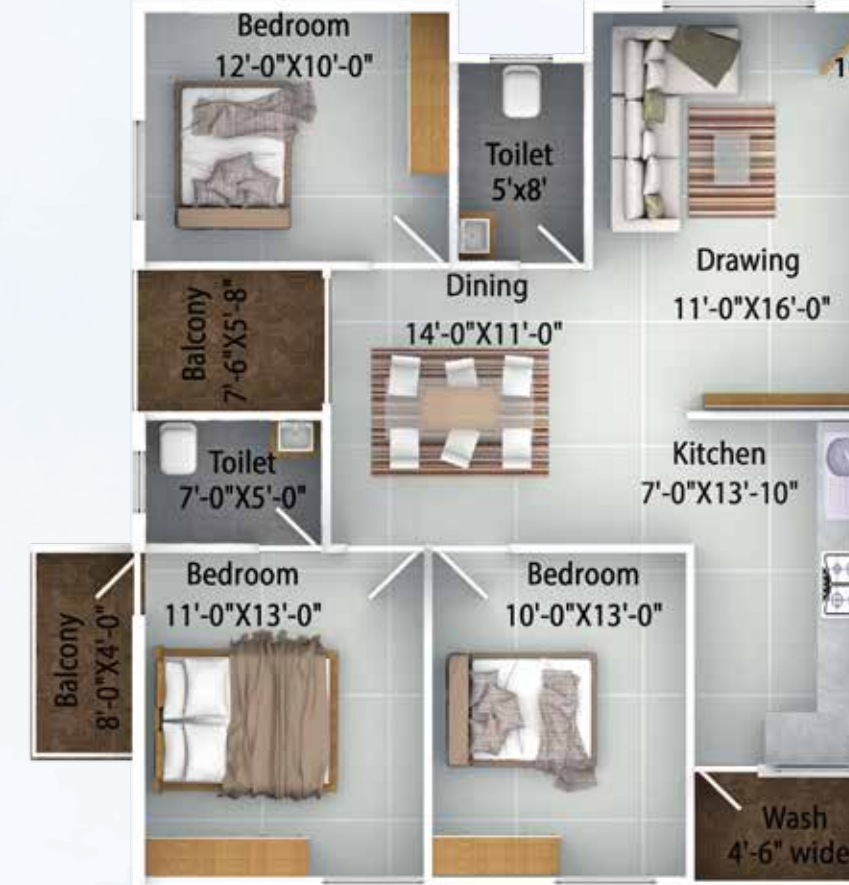 Bedroom
12'-0"X10'-0"
1
Toilet
5'x8'
Drawing
11'-0"X16'-0"
Dining
14'-0"X11'-0"
Balcony
7'-6"X5'-8"
Toilet
7'-0"X5'-0"
Kitchen
7'-0"X13'-10"
Bedroom
11'-0"X13'-0"
Bedroom
10'-0"X13'-0"
Balcony
8'-0"X4'-0"
Wash
4'-6" wide